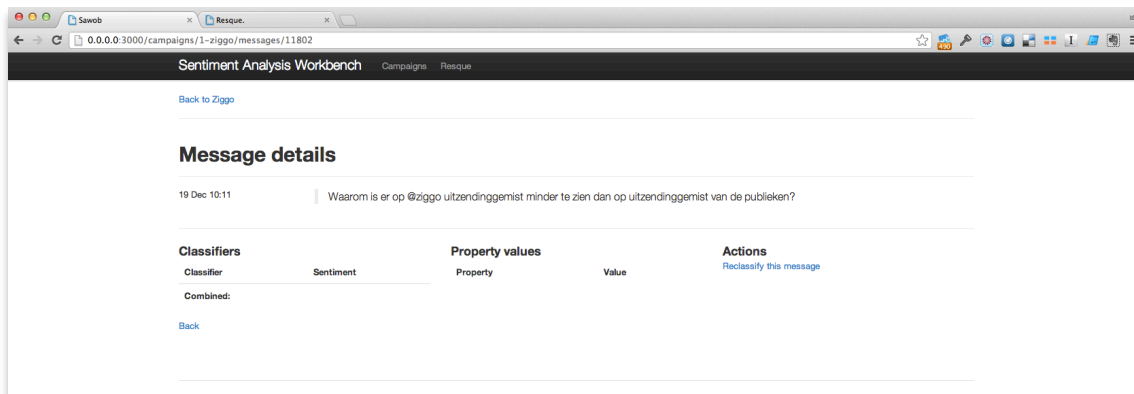 Sawob
Resque.
0.0.0.0:3000/campaigns/1-ziggo/messages/11802
490
Sentiment Analysis Workbench Campaigns Resque
Back to Ziggo
Message details
19 Dec 10:11 Waarom is er op @ziggo uitzendinggemist minder te zien dan op uitzendinggemist van de publieken?
Classifiers Property values Actions
Classifier Sentiment Property Value Reclassify this message
Combined:
Back